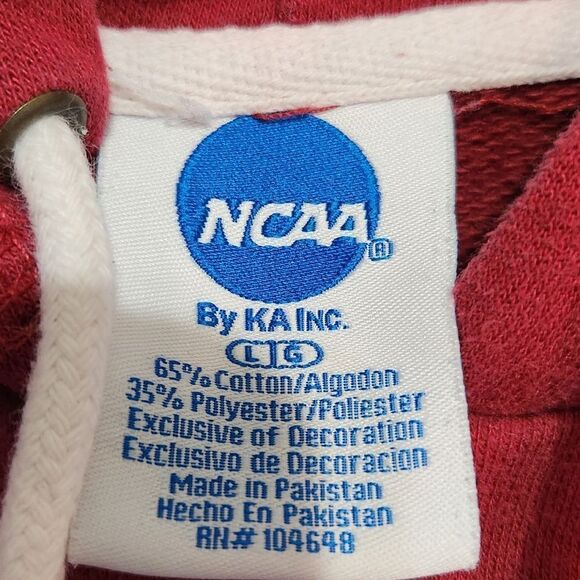 NCAA®
By KA INC.
L G
65% Cotton/Algodon
35% Polyester/Poliester
Exclusive of Decoration
Exclusivo de Decoracion
Made in Pakistan
Hecho En Pakistan
RN# 104648